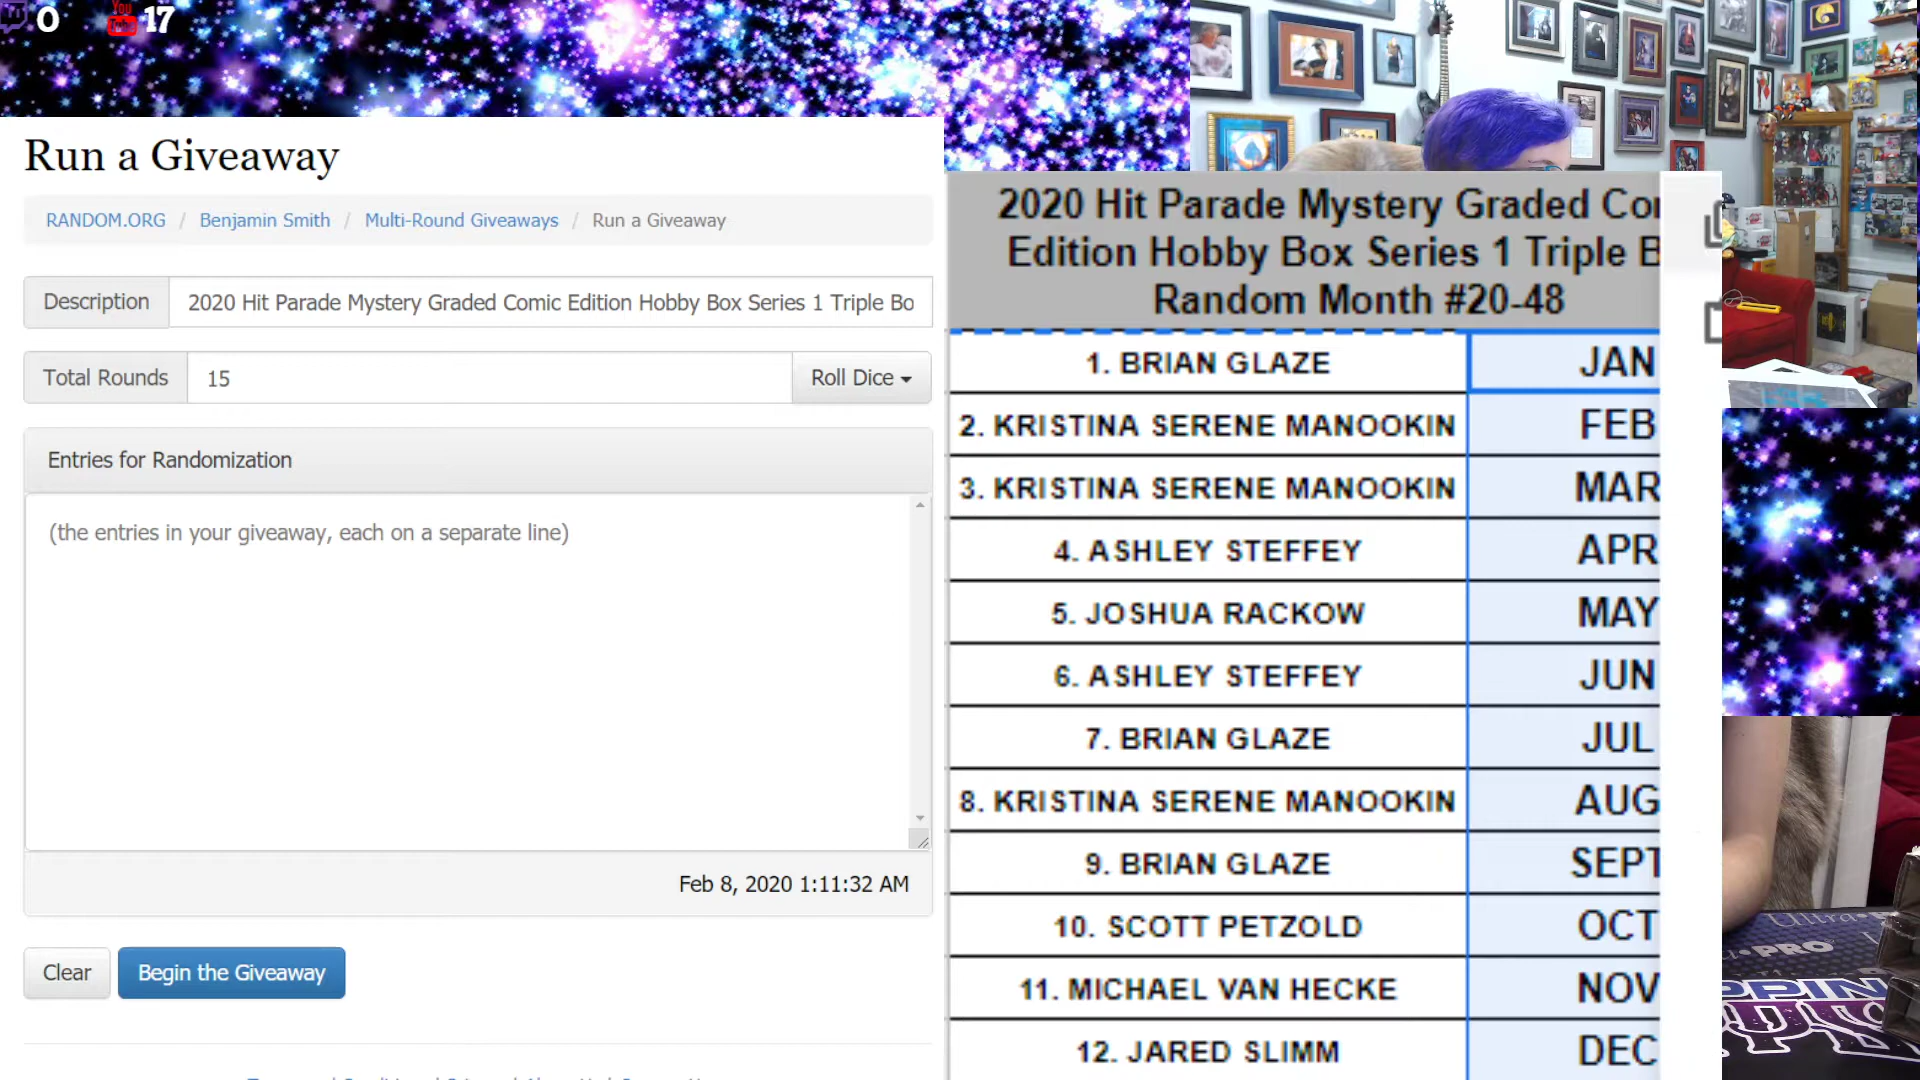 0
You
17
Run a Giveaway
RANDOM.ORG / Benjamin Smith / Multi-Round Giveaways / Run a Giveaway
Description
2020 Hit Parade Mystery Graded Comic Edition Hobby Box Series 1 Triple Bo
Total Rounds
15
Roll Dice
Entries for Randomization
(the entries in your giveaway, each on a separate line)
Feb 8, 2020 1:11:32 AM
Clear
Begin the Giveaway
2020 Hit Parade Mystery Graded Co
Edition Hobby Box Series 1 Triple B
Random Month #20-48
1. BRIAN GLAZE JAN
2. KRISTINA SERENE MANOOKIN FEB
3. KRISTINA SERENE MANOOKIN MAR
4. ASHLEY STEFFEY APR
5. JOSHUA RACKOW MAY
6. ASHLEY STEFFEY JUN
7. BRIAN GLAZE JUL
8. KRISTINA SERENE MANOOKIN AUG
9. BRIAN GLAZE SEPT
10. SCOTT PETZOLD OCT
11. MICHAEL VAN HECKE NOV
12. JARED SLIMM DEC
Ultra
PRO
PPIN